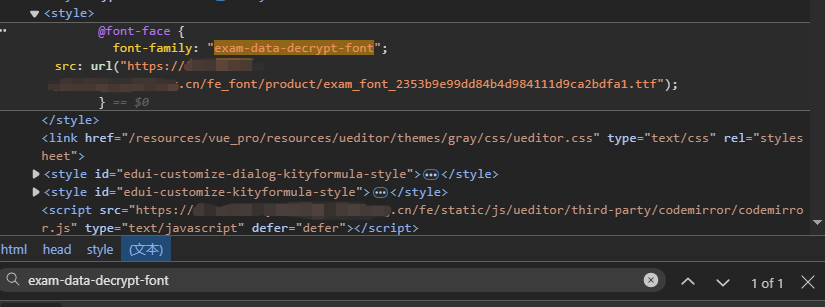 <style>
@font-face {
font-family: "exam-data-decrypt-font";
src: url("https://
.cn/fe_font/product/exam_font_2353b9e99dd84b4d984111d9ca2bdfa1.ttf");
} == $0
</style>
<link href="/resources/vue_pro/resources/ueditor/themes/gray/css/ueditor.css" type="text/css" rel="styles
heet">
<style id="edui-customize-dialog-kityformula-style">…</style>
<style id="edui-customize-kityformula-style">…</style>
<script src="https://.cn/fe/static/js/ueditor/third-party/codemirror/codemirro
r.js" type="text/javascript" defer="defer"></script>
html head style (文本)
exam-data-decrypt-font 1 of 1